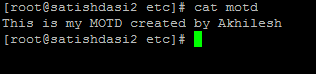 [root@satishdasi2 etc]# cat motd
This is my MOTD created by Akhilesh
[root@satishdasi2 etc]#